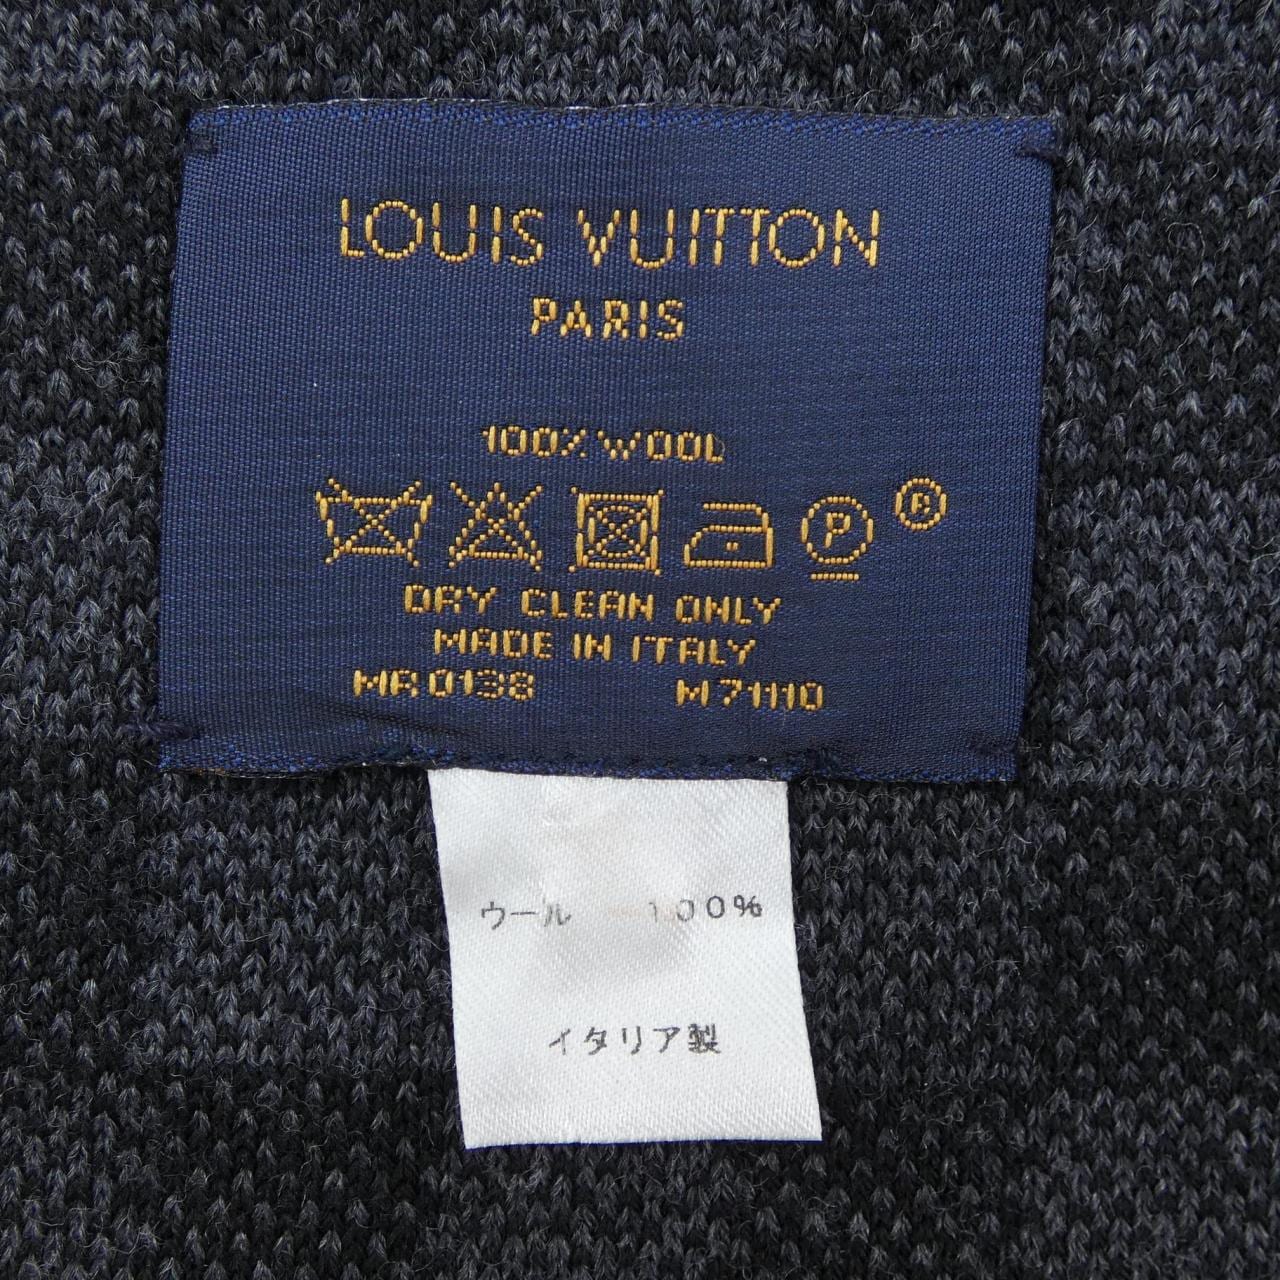 LOUIS VUITTON
PARIS
100% WOOL
P ®
DRY CLEAN ONLY
MADE IN ITALY
MR0138 M71110
ウール 100%
イタリア製